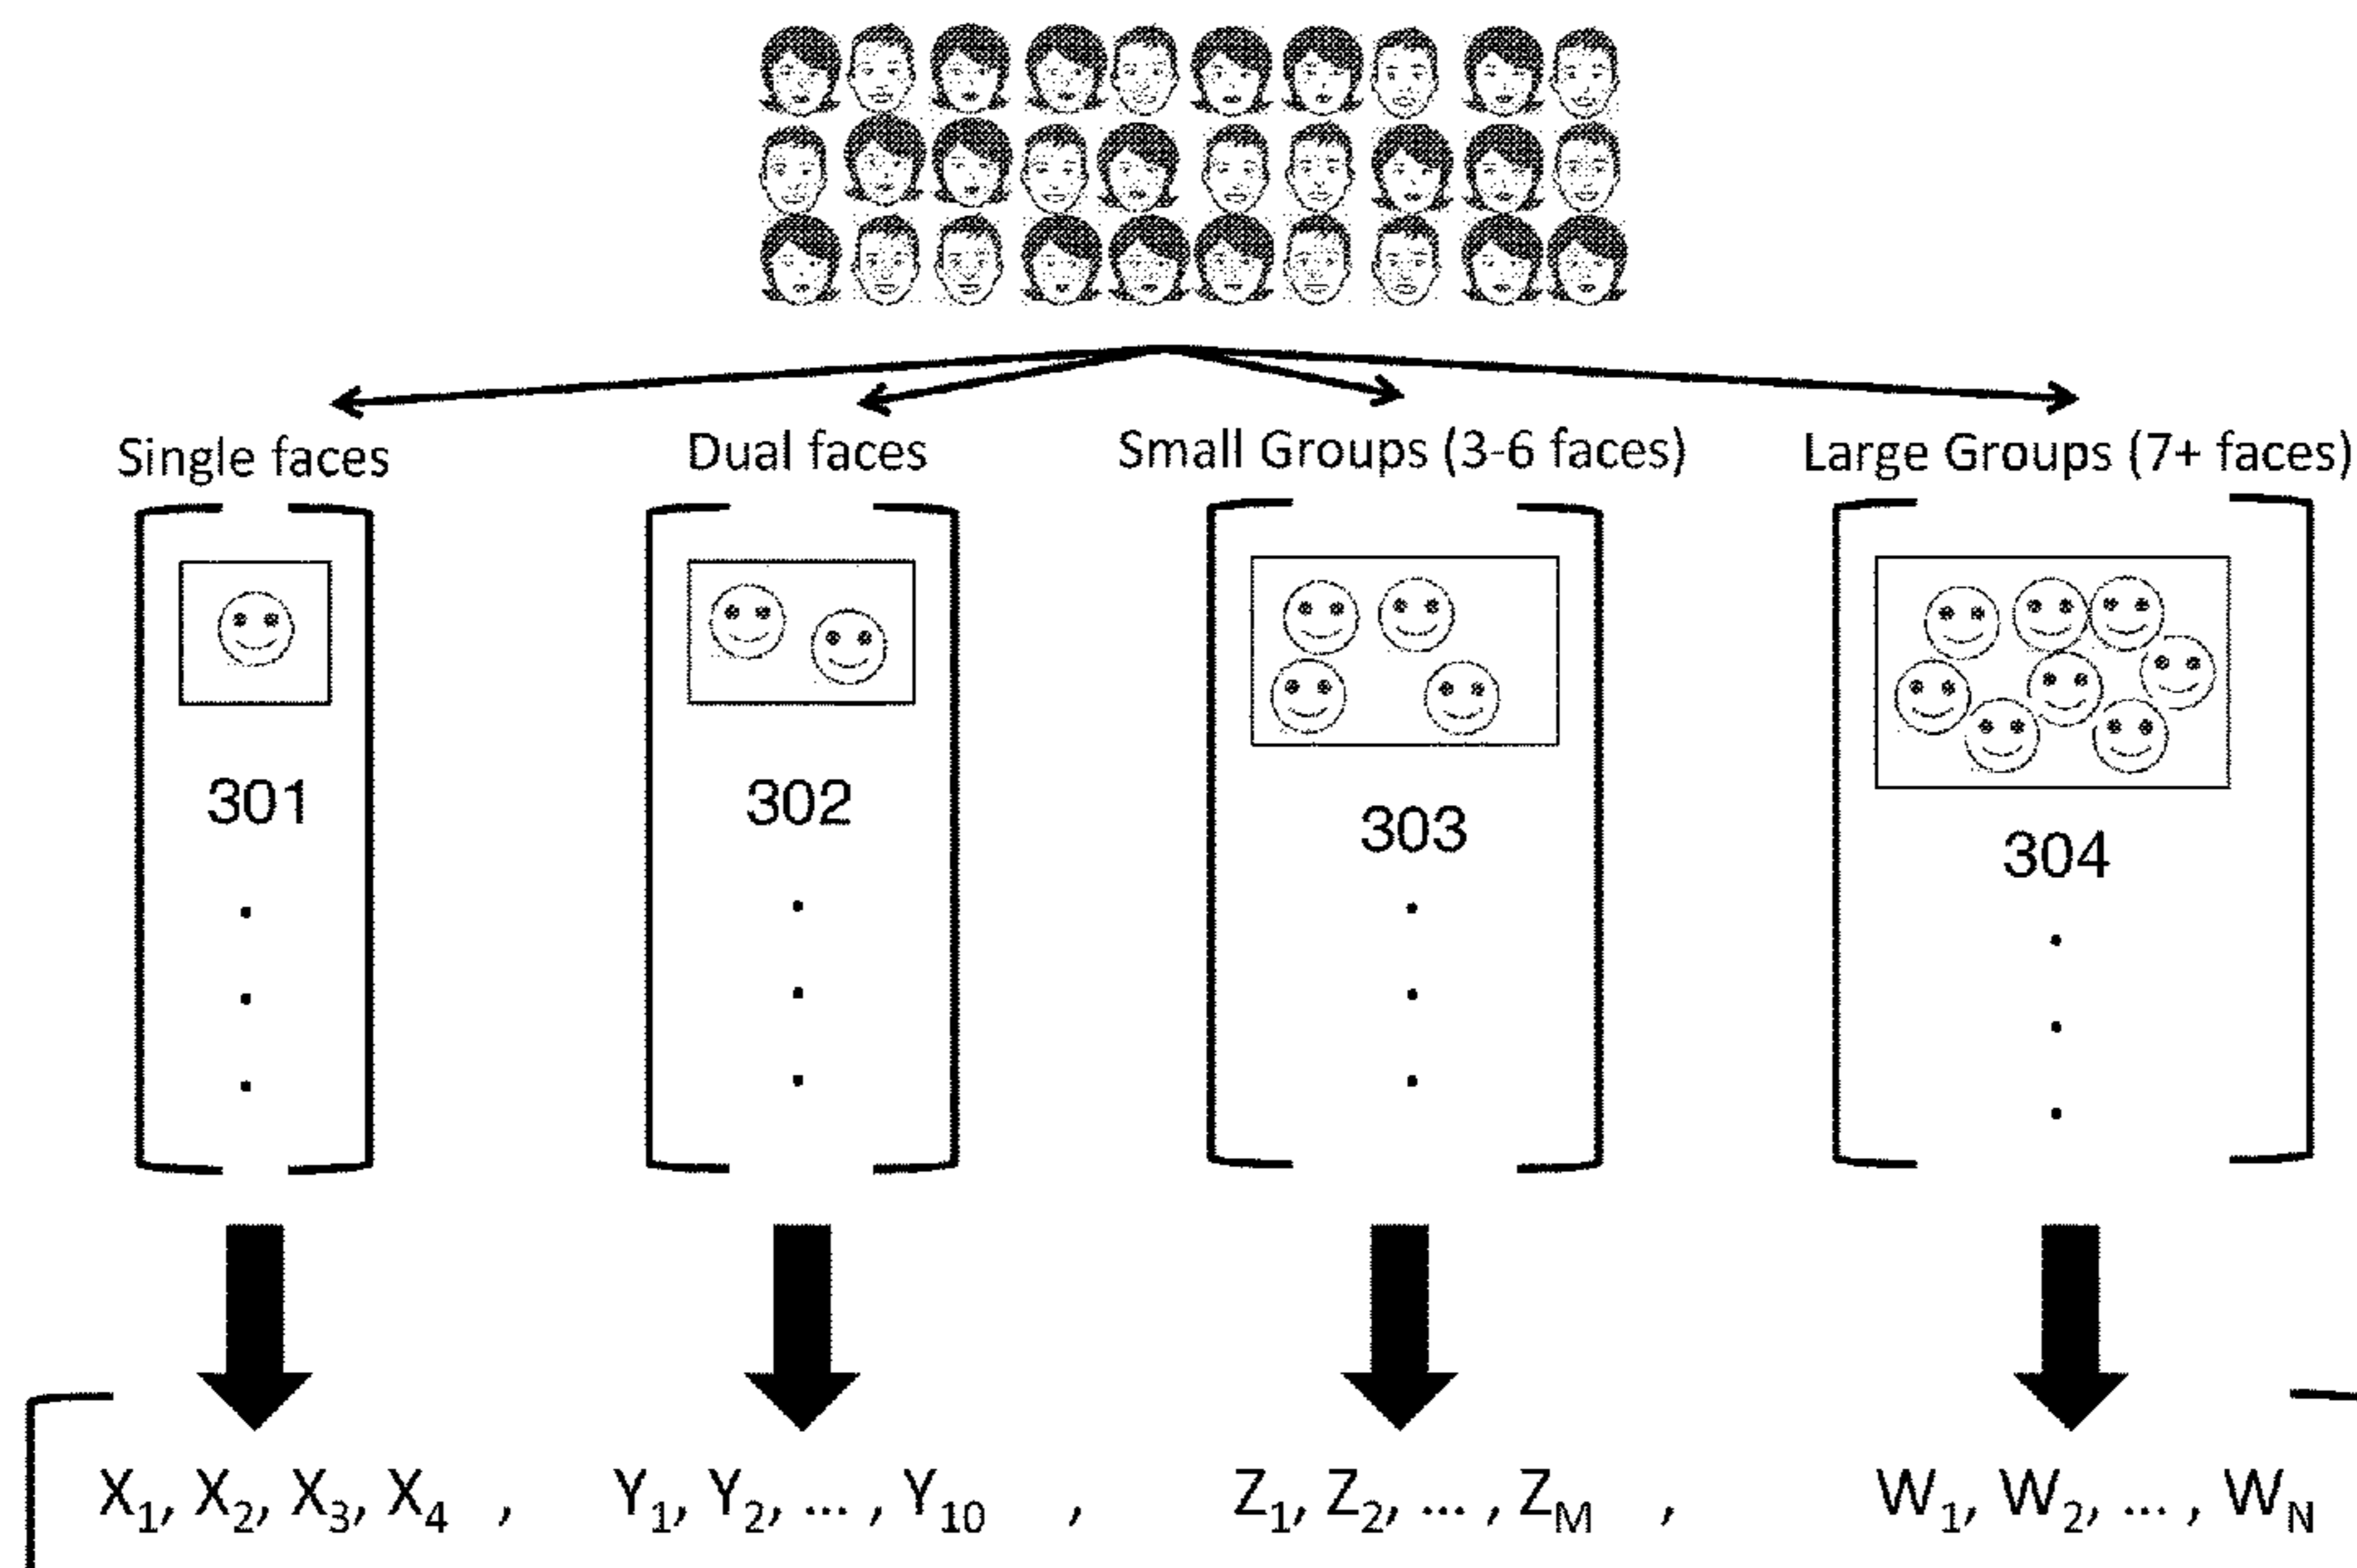 Single faces
Dual faces
Small Groups (3-6 faces)
Large Groups (7+ faces)
301
302
303
304
X1, X2, X3, X4 , Y1, Y2, ... , Y10 , Z1, Z2, ... , ZM , W1, W2, ... , WN